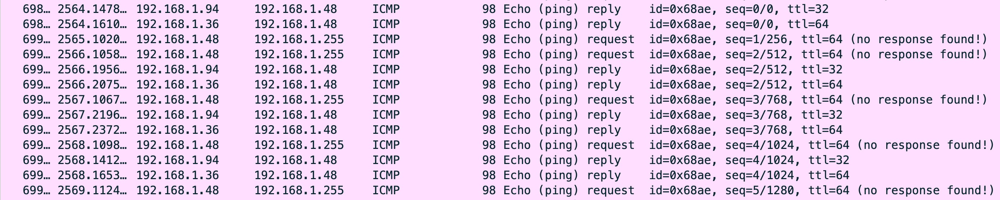 698… 2564.1478… 192.168.1.94 192.168.1.48 ICMP 98 Echo (ping) reply id=0x68ae, seq=0/0, ttl=32
698… 2564.1610… 192.168.1.36 192.168.1.48 ICMP 98 Echo (ping) reply id=0x68ae, seq=0/0, ttl=64
699… 2565.1020… 192.168.1.48 192.168.1.255 ICMP 98 Echo (ping) request id=0x68ae, seq=1/256, ttl=64 (no response found!)
699… 2566.1058… 192.168.1.48 192.168.1.255 ICMP 98 Echo (ping) request id=0x68ae, seq=2/512, ttl=64 (no response found!)
699… 2566.1956… 192.168.1.94 192.168.1.48 ICMP 98 Echo (ping) reply id=0x68ae, seq=2/512, ttl=32
699… 2566.2075… 192.168.1.36 192.168.1.48 ICMP 98 Echo (ping) reply id=0x68ae, seq=2/512, ttl=64
699… 2567.1067… 192.168.1.48 192.168.1.255 ICMP 98 Echo (ping) request id=0x68ae, seq=3/768, ttl=64 (no response found!)
699… 2567.2196… 192.168.1.94 192.168.1.48 ICMP 98 Echo (ping) reply id=0x68ae, seq=3/768, ttl=32
699… 2567.2372… 192.168.1.36 192.168.1.48 ICMP 98 Echo (ping) reply id=0x68ae, seq=3/768, ttl=64
699… 2568.1098… 192.168.1.48 192.168.1.255 ICMP 98 Echo (ping) request id=0x68ae, seq=4/1024, ttl=64 (no response found!)
699… 2568.1412… 192.168.1.94 192.168.1.48 ICMP 98 Echo (ping) reply id=0x68ae, seq=4/1024, ttl=32
699… 2568.1653… 192.168.1.36 192.168.1.48 ICMP 98 Echo (ping) reply id=0x68ae, seq=4/1024, ttl=64
699… 2569.1124… 192.168.1.48 192.168.1.255 ICMP 98 Echo (ping) request id=0x68ae, seq=5/1280, ttl=64 (no response found!)